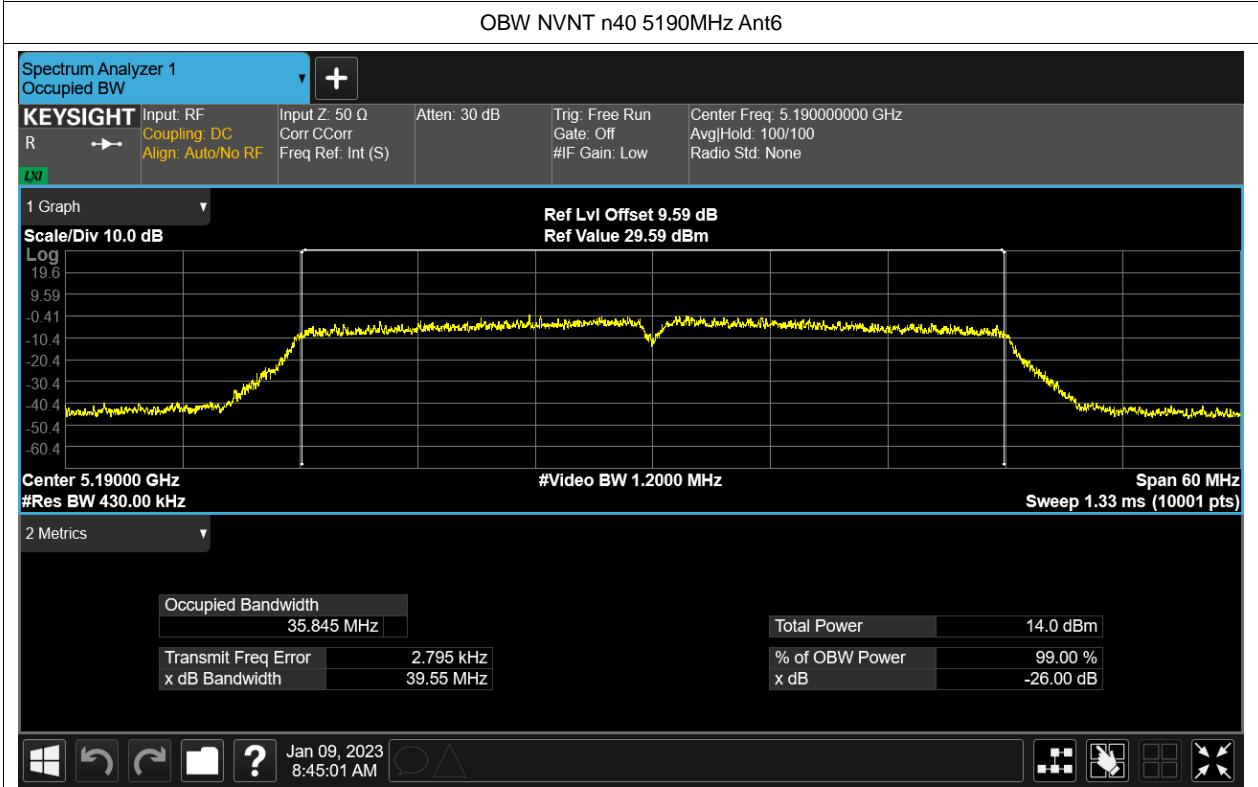 OBW NVNT n40 5190MHz Ant6
Spectrum Analyzer 1
Occupied BW
KEYSIGHT
R
LXI
Input: RF
Coupling: DC
Align: Auto/No RF
Input Z: 50 Ω
Corr CCorr
Freq Ref: Int (S)
Atten: 30 dB
Trig: Free Run
Gate: Off
#IF Gain: Low
Center Freq: 5.190000000 GHz
Avg|Hold: 100/100
Radio Std: None
1 Graph
Ref Lvl Offset 9.59 dB
Scale/Div 10.0 dB
Ref Value 29.59 dBm
Log
19.6
9.59
-0.41
-10.4
-20.4
-30.4
-40.4
-50.4
-60.4
Center 5.19000 GHz
#Video BW 1.2000 MHz
Span 60 MHz
#Res BW 430.00 kHz
Sweep 1.33 ms (10001 pts)
2 Metrics
Occupied Bandwidth
35.845 MHz
Total Power 14.0 dBm
Transmit Freq Error 2.795 kHz
% of OBW Power 99.00 %
x dB Bandwidth 39.55 MHz
x dB -26.00 dB
?
Jan 09, 2023
8:45:01 AM